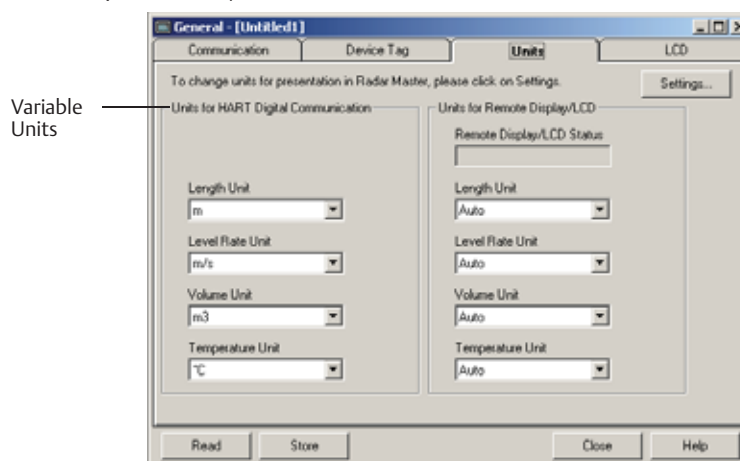 General - [Untitled1]
Communication
Device Tag
Units
LCD
To change units for presentation in Radar Master, please click on Settings.
Settings...
Variable
Units
Units for HART Digital Communication
Units for Remote Display/LCD
Remote Display/LCD Status
Length Unit
m
Length Unit
Auto
Level Rate Unit
m/s
Level Rate Unit
Auto
Volume Unit
m3
Volume Unit
Auto
Temperature Unit
°C
Temperature Unit
Auto
Read
Store
Close
Help